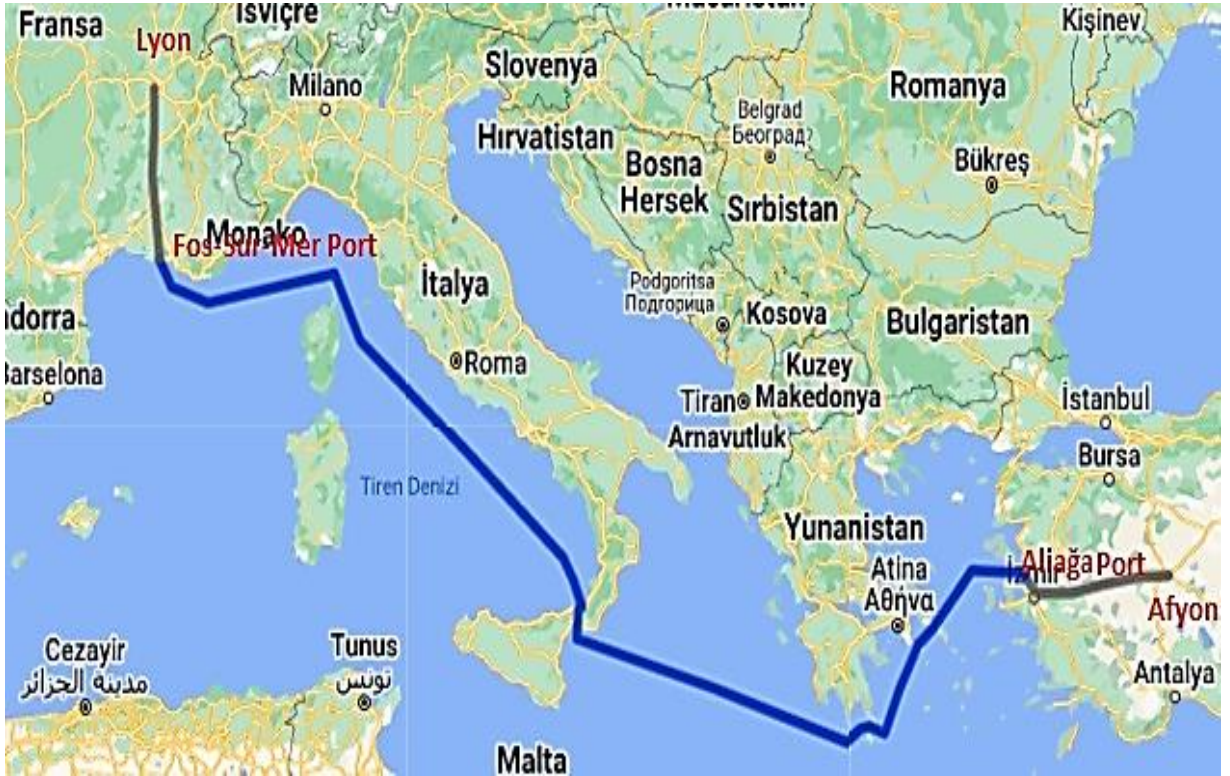 Fransa
İsviçre
Macaristan
Kişinev
Lyon
Milano
Slovenya
Romanya
Hırvatistan
Belgrad
Београд
Bosna
Hersek
Bükreş
Sırbistan
Monako
Fos-sur-Mer Port
İtalya
Podgoritsa
Подгорица
Kosova
Bulgaristan
ndorra
Barselona
Roma
Kuzey
Makedonya
Tiran
Arnavutluk
İstanbul
Bursa
Tiren Denizi
Yunanistan
Atina
Αθήνα
Aliağa Port
İzmir
Afyon
Cezayir
مدينة الجزائر
Tunus
تونس
Antalya
Malta